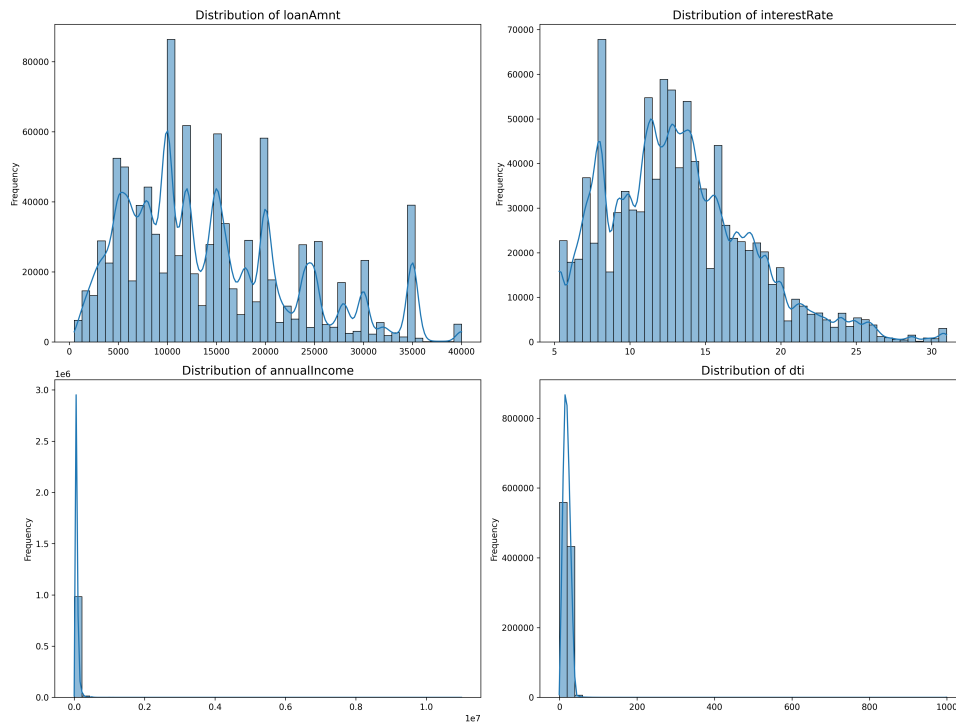 Distribution of loanAmnt
Frequency
80000
60000
40000
20000
0
0 5000 10000 15000 20000 25000 30000 35000 40000
Distribution of interestRate
Frequency
70000
60000
50000
40000
30000
20000
10000
0
5 10 15 20 25 30
Distribution of annualIncome
1e6
Frequency
3.0
2.5
2.0
1.5
1.0
0.5
0.0
0.0 0.2 0.4 0.6 0.8 1.0
1e7
Distribution of dti
Frequency
800000
600000
400000
200000
0
0 200 400 600 800 1000